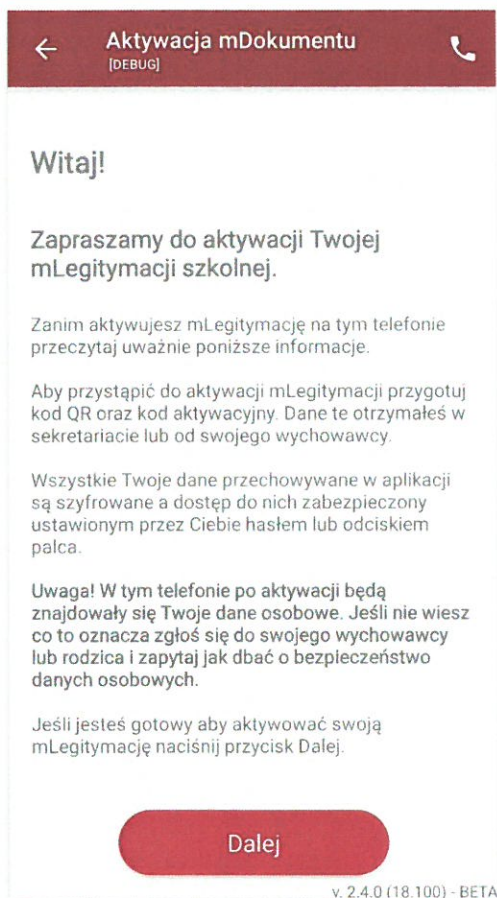 Aktywacja mDokumentu
[DEBUG]
Witaj!
Zapraszamy do aktywacji Twojej
mLegitymacji szkolnej.
Zanim aktywujesz mLegitymację na tym telefonie
przeczytaj uważnie poniższe informacje.
Aby przystąpić do aktywacji mLegitymacji przygotuj
kod QR oraz kod aktywacyjny. Dane te otrzymałeś w
sekretariacie lub od swojego wychowawcy.
Wszystkie Twoje dane przechowywane w aplikacji
są szyfrowane a dostęp do nich zabezpieczony
ustawionym przez Ciebie hasłem lub odciskiem
palca.
Uwaga! W tym telefonie po aktywacji będą
znajdowały się Twoje dane osobowe. Jeśli nie wiesz
co to oznacza zgłoś się do swojego wychowawcy
lub rodzica i zapytaj jak dbać o bezpieczeństwo
danych osobowych.
Jeśli jesteś gotowy aby aktywować swoją
mLegitymację naciśnij przycisk Dalej.
Dalej
v. 2.4.0 (18.100) - BETA